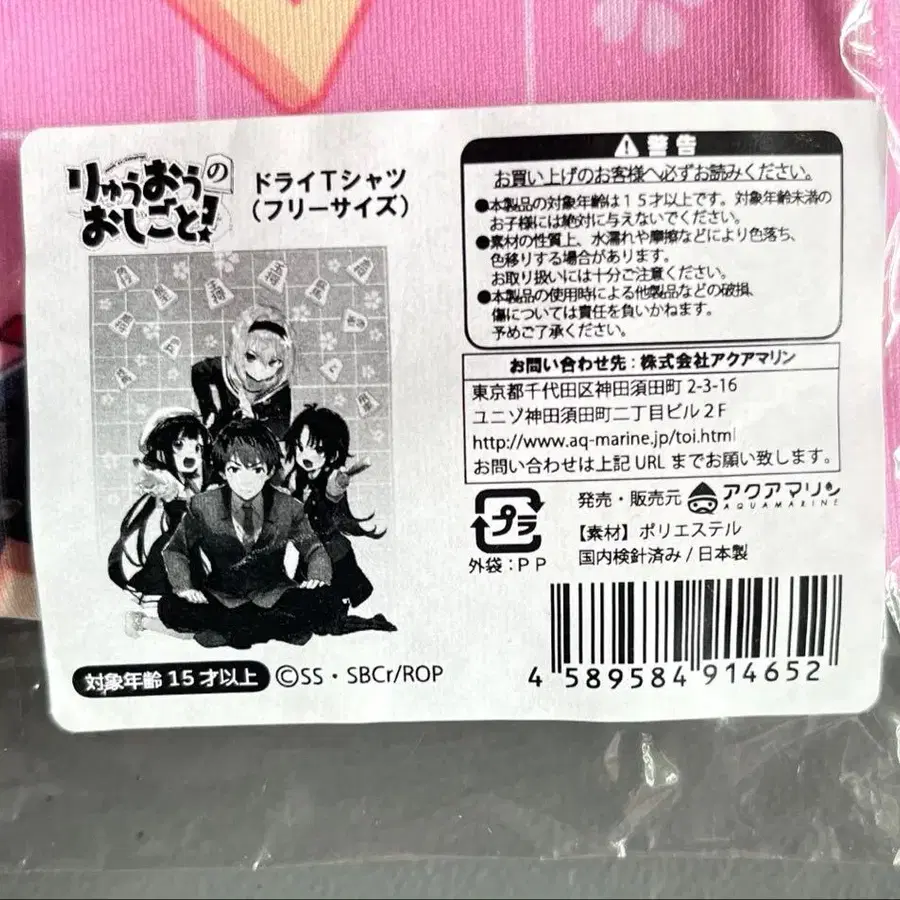 りゅうおうの
おしごと!
ドライTシャツ
(フリーサイズ)
対象年齢15才以上
©SS・SBCr/ROP
警告
お買い上げのお客様へ必ずお読みください。
●本製品の対象年齢は15才以上です。対象年齢未満の
お子様には絶対に与えないでください。
●素材の性質上、水濡れや摩擦などにより色落ち、
色移りする場合があります。
お取り扱いには十分ご注意ください。
●本製品の使用時による他製品などの破損、
傷については責任を負いかねます。
予めご了承ください。
お問い合わせ先:株式会社アクアマリン
東京都千代田区神田須田町 2-3-16
ユニゾ神田須田町二丁目ビル2F
http://www.aq-marine.jp/toi.html
お問い合わせは上記URLまでお願い致します。
プラ
外袋:PP
発売・販売元 アクアマリン
AQUAMARINE
【素材】ポリエステル
国内検針済み/日本製
4 589584 914652